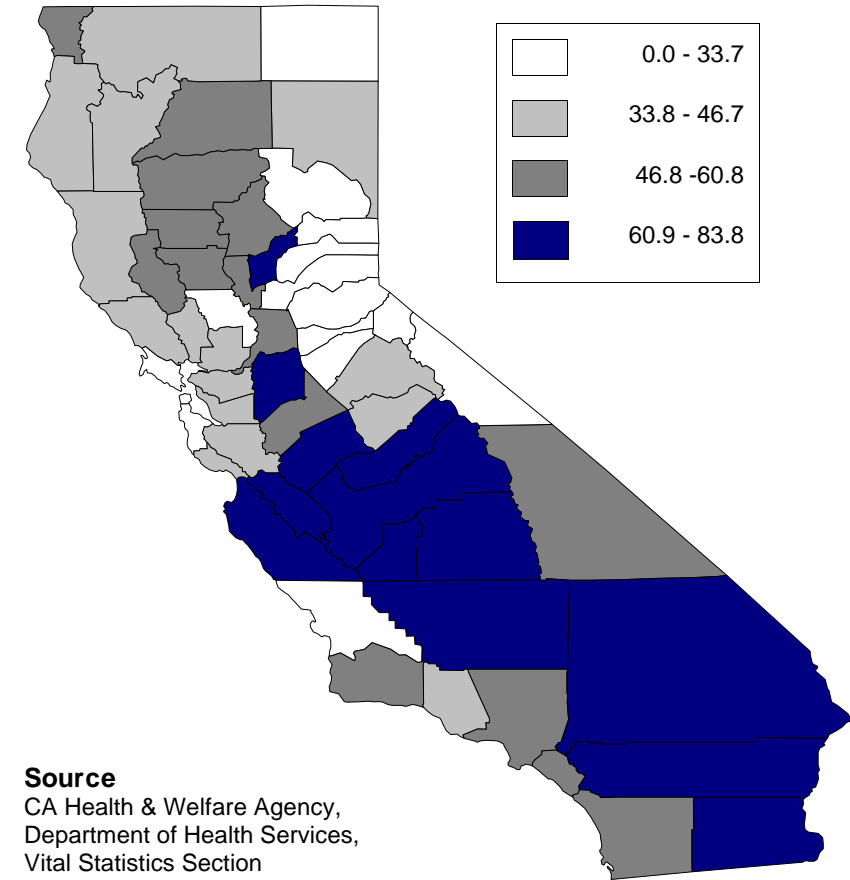 0.0 - 33.7
33.8 - 46.7
46.8 -60.8
60.9 - 83.8
Source
CA Health & Welfare Agency,
Department of Health Services,
Vital Statistics Section